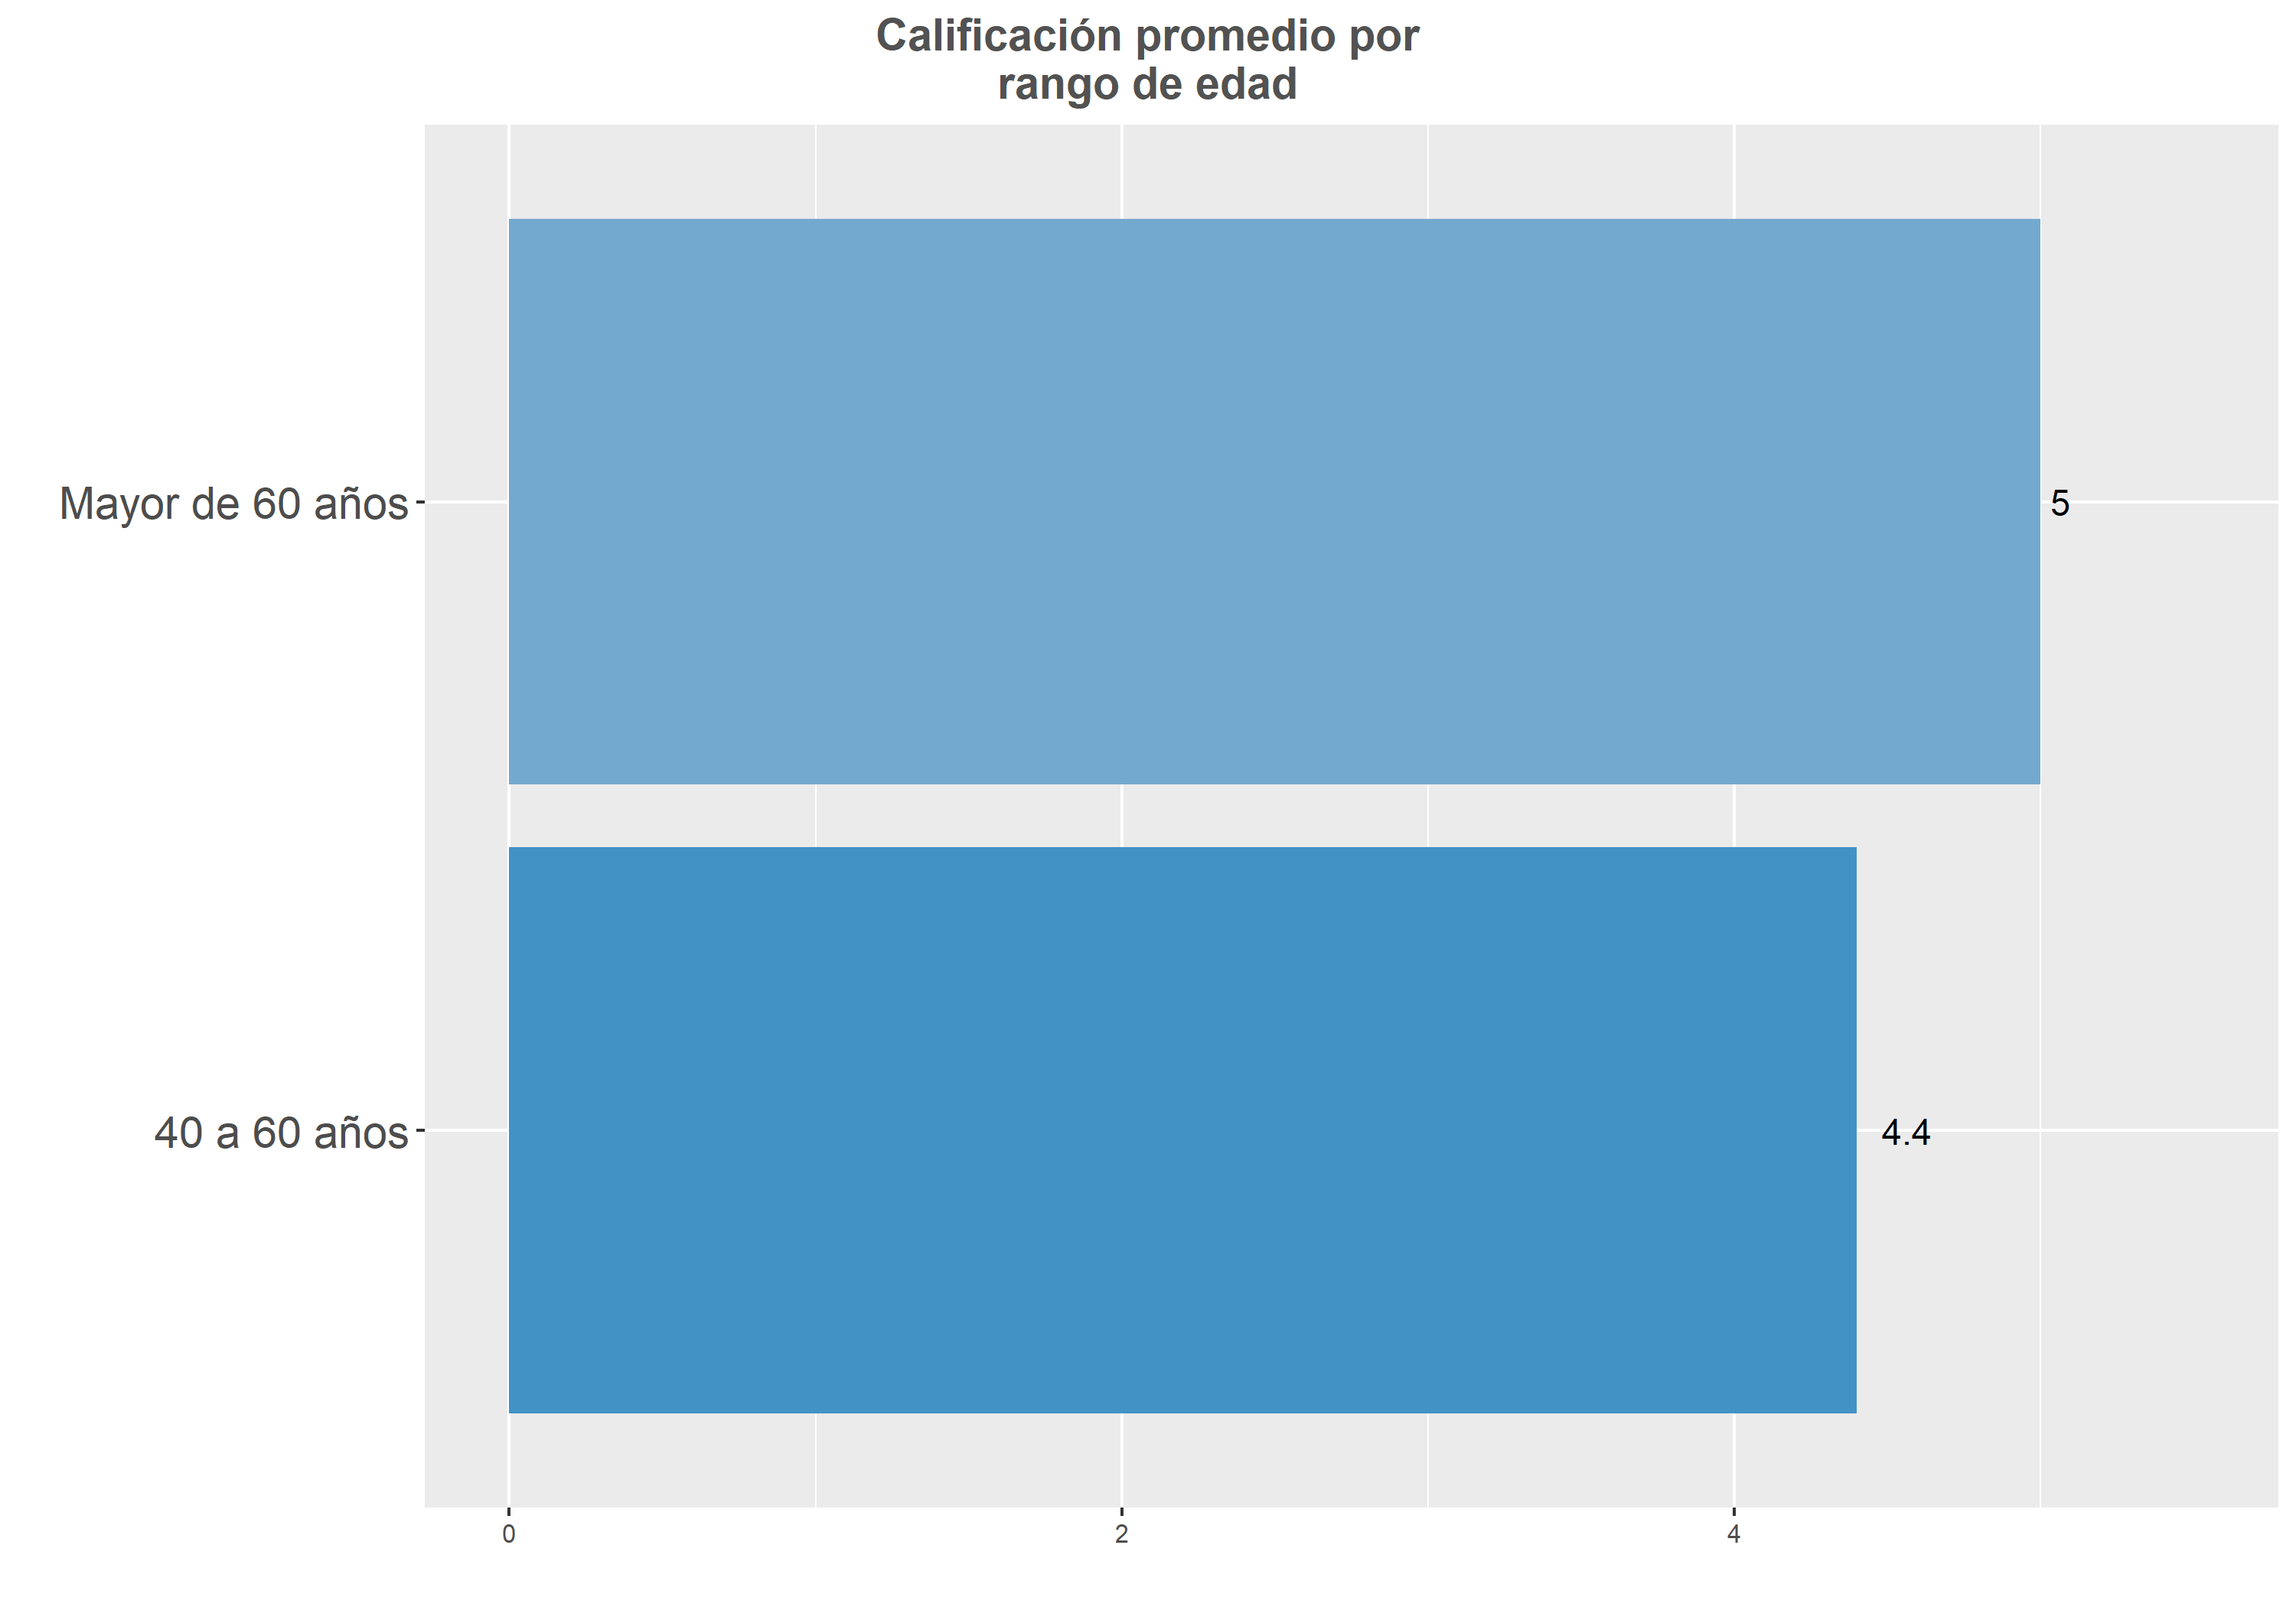 Calificación promedio por
rango de edad
Mayor de 60 años
5
40 a 60 años
4.4
0
2
4